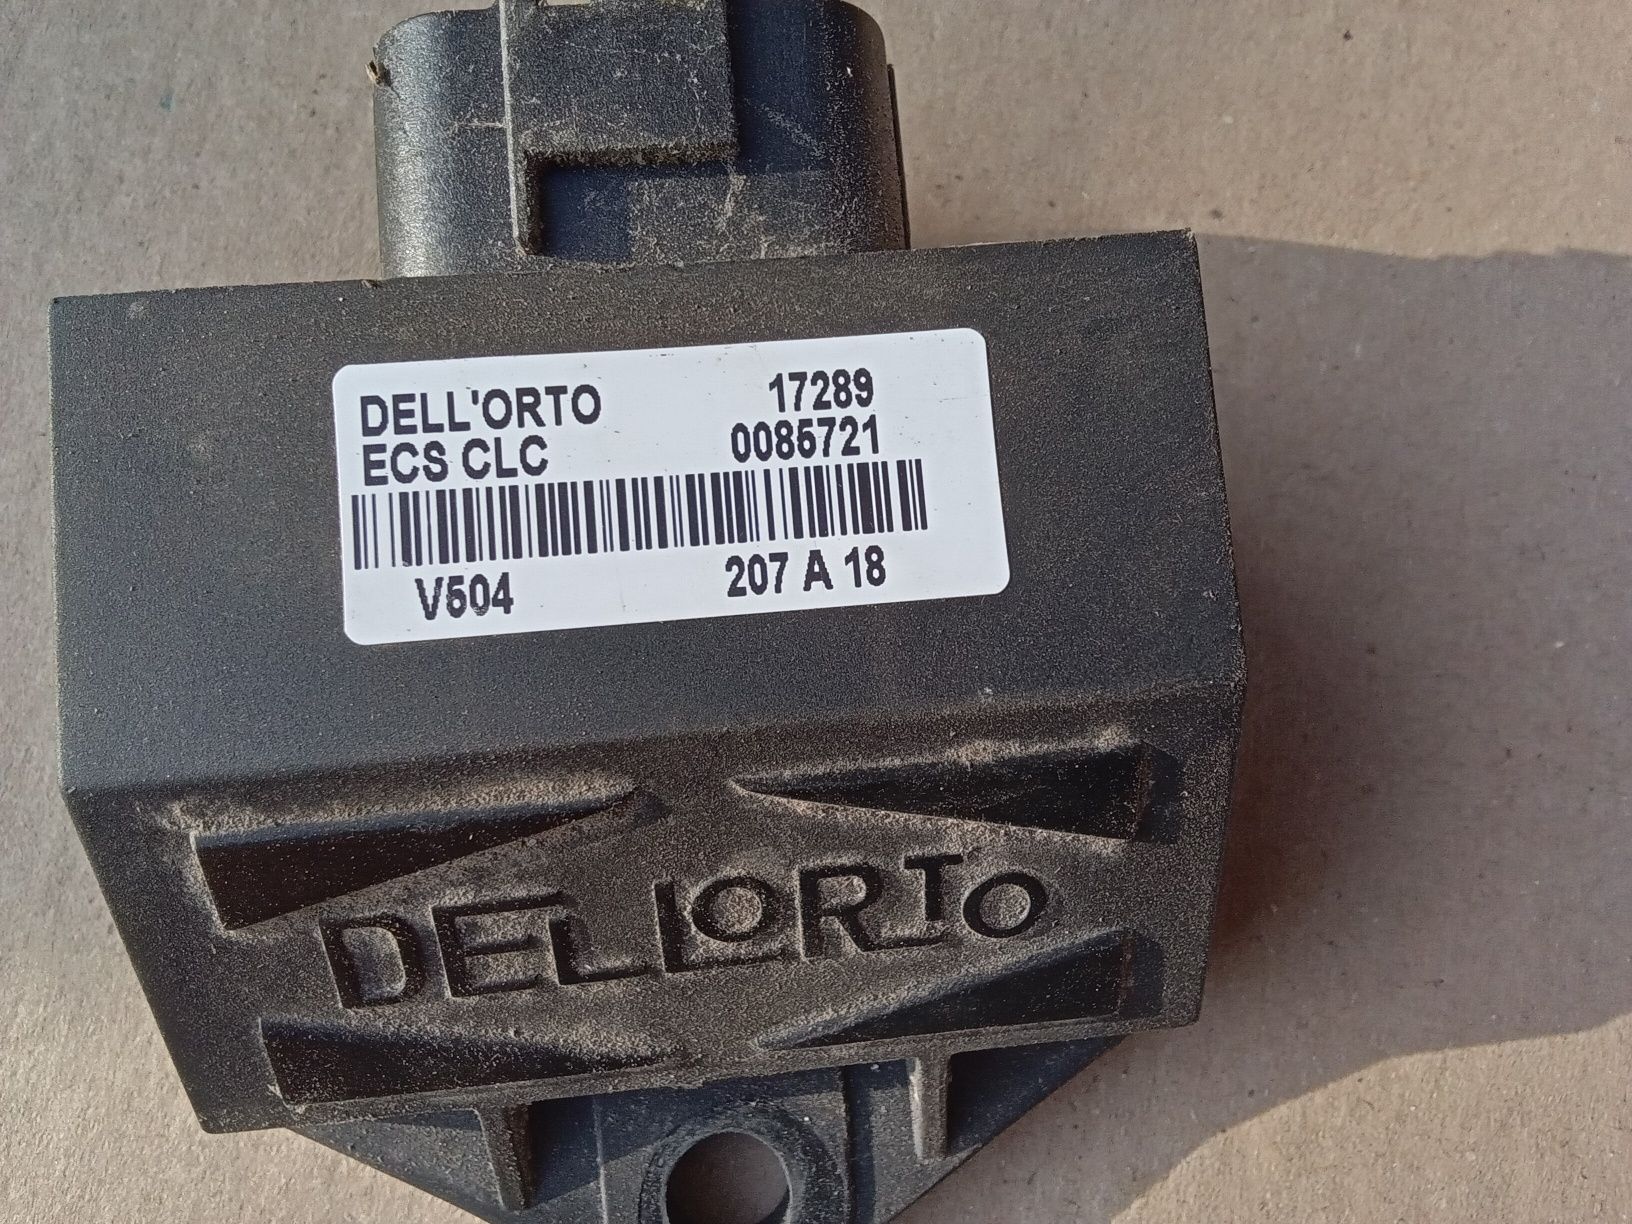 DELL'ORTO 17289
ECS CLC 0085721
V504 207 A 18
DELLORTO